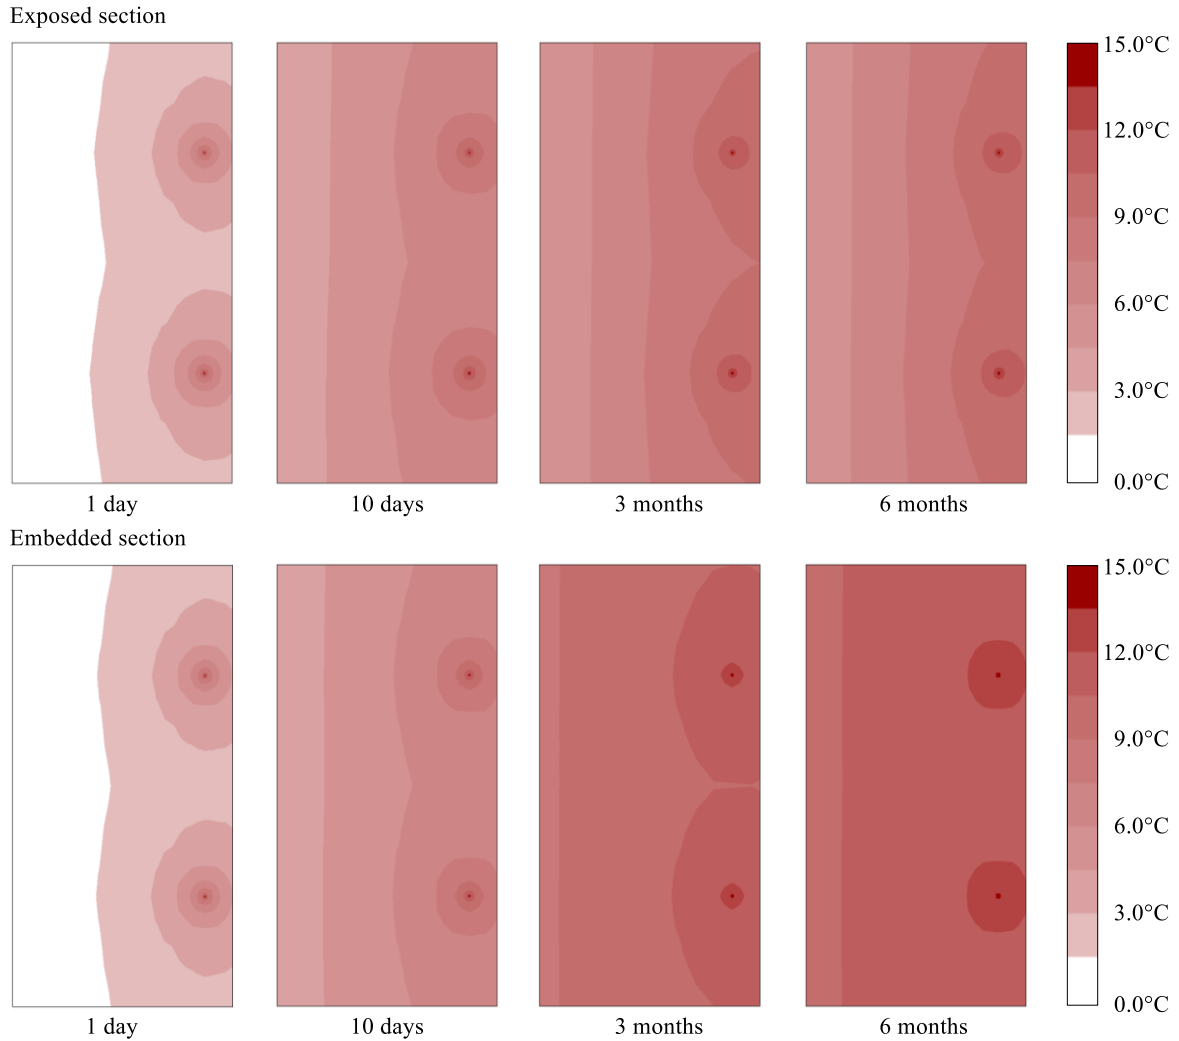 Exposed section
15.0°C
12.0°C
9.0°C
6.0°C
3.0°C
0.0°C
1 day
10 days
3 months
6 months
Embedded section
15.0°C
12.0°C
9.0°C
6.0°C
3.0°C
0.0°C
1 day
10 days
3 months
6 months